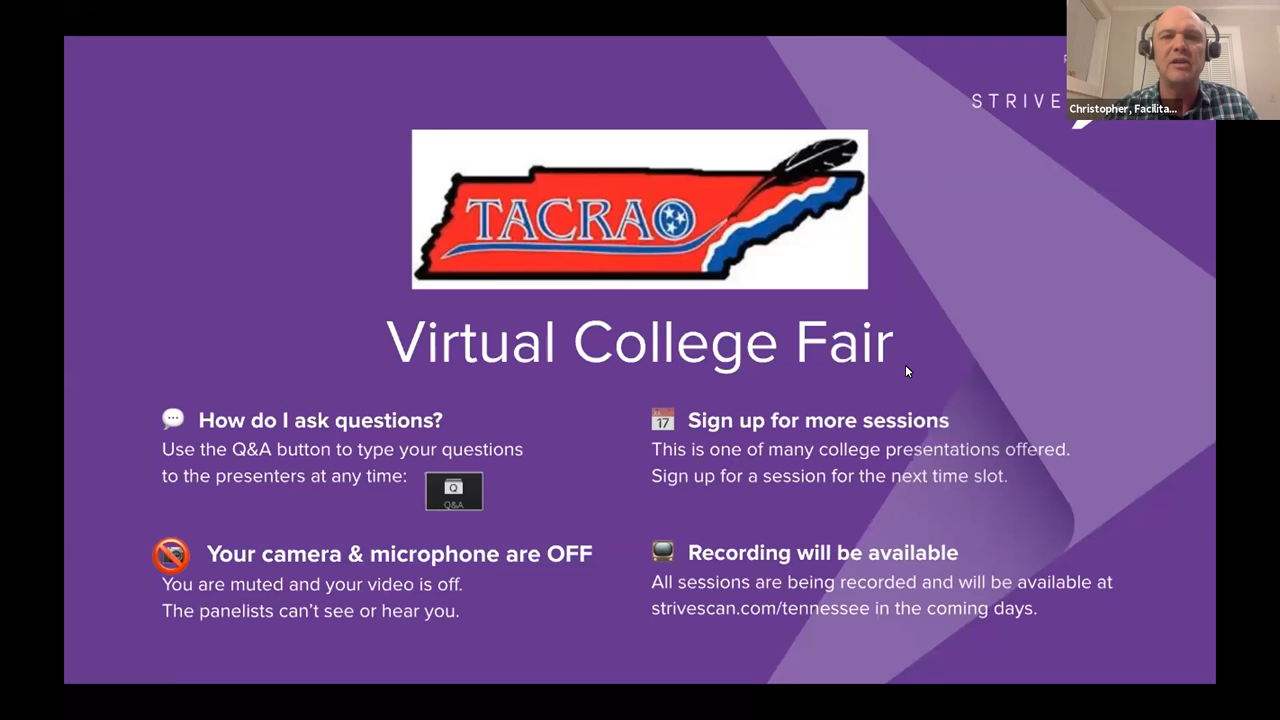 STRIVE
Christopher, Facilita...
TACRAO
Virtual College Fair
How do I ask questions?
Use the Q&A button to type your questions
to the presenters at any time:
Q
Q&A
Your camera & microphone are OFF
You are muted and your video is off.
The panelists can’t see or hear you.
17
Sign up for more sessions
This is one of many college presentations offered.
Sign up for a session for the next time slot.
Recording will be available
All sessions are being recorded and will be available at
strivescan.com/tennessee in the coming days.